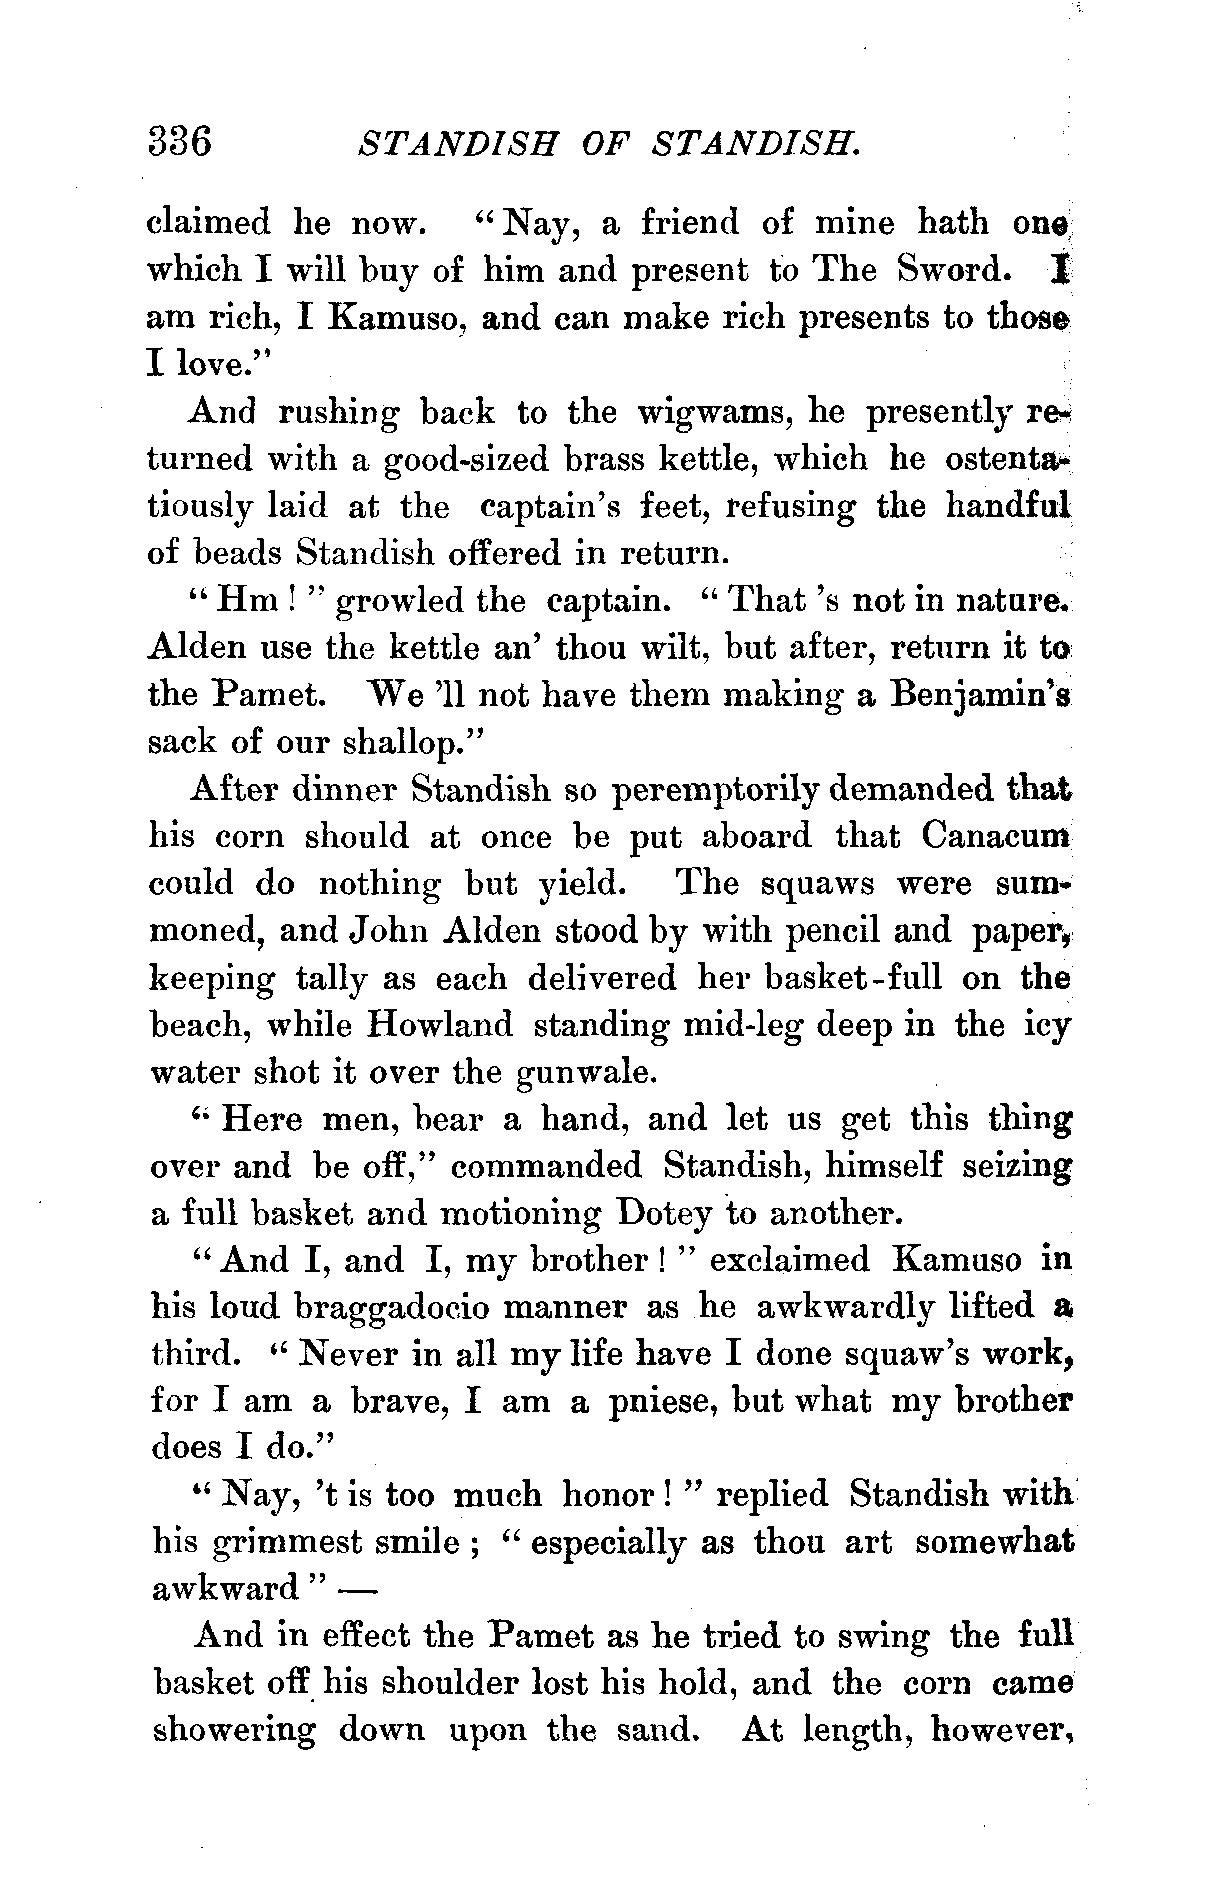 336 STANDISH OF STANDISH.
claimed he now. “Nay, a friend of mine hath one
which I will buy of him and present to The Sword. I
am rich, I Kamuso, and can make rich presents to those
I love.”
And rushing back to the wigwams, he presently re-
turned with a good-sized brass kettle, which he ostenta-
tiously laid at the captain’s feet, refusing the handful
of beads Standish offered in return.
“Hm!” growled the captain. “That ’s not in nature.
Alden use the kettle an’ thou wilt, but after, return it to
the Pamet. We ’ll not have them making a Benjamin’s
sack of our shallop.”
After dinner Standish so peremptorily demanded that
his corn should at once be put aboard that Canacum
could do nothing but yield. The squaws were sum-
moned, and John Alden stood by with pencil and paper,
keeping tally as each delivered her basket-full on the
beach, while Howland standing mid-leg deep in the icy
water shot it over the gunwale.
“Here men, bear a hand, and let us get this thing
over and be off,” commanded Standish, himself seizing
a full basket and motioning Dotey to another.
“And I, and I, my brother!” exclaimed Kamuso in
his loud braggadocio manner as he awkwardly lifted a
third. “Never in all my life have I done squaw’s work,
for I am a brave, I am a pniese, but what my brother
does I do.”
“Nay, ’t is too much honor!” replied Standish with
his grimmest smile; “especially as thou art somewhat
awkward” —
And in effect the Pamet as he tried to swing the full
basket off his shoulder lost his hold, and the corn came
showering down upon the sand. At length, however,